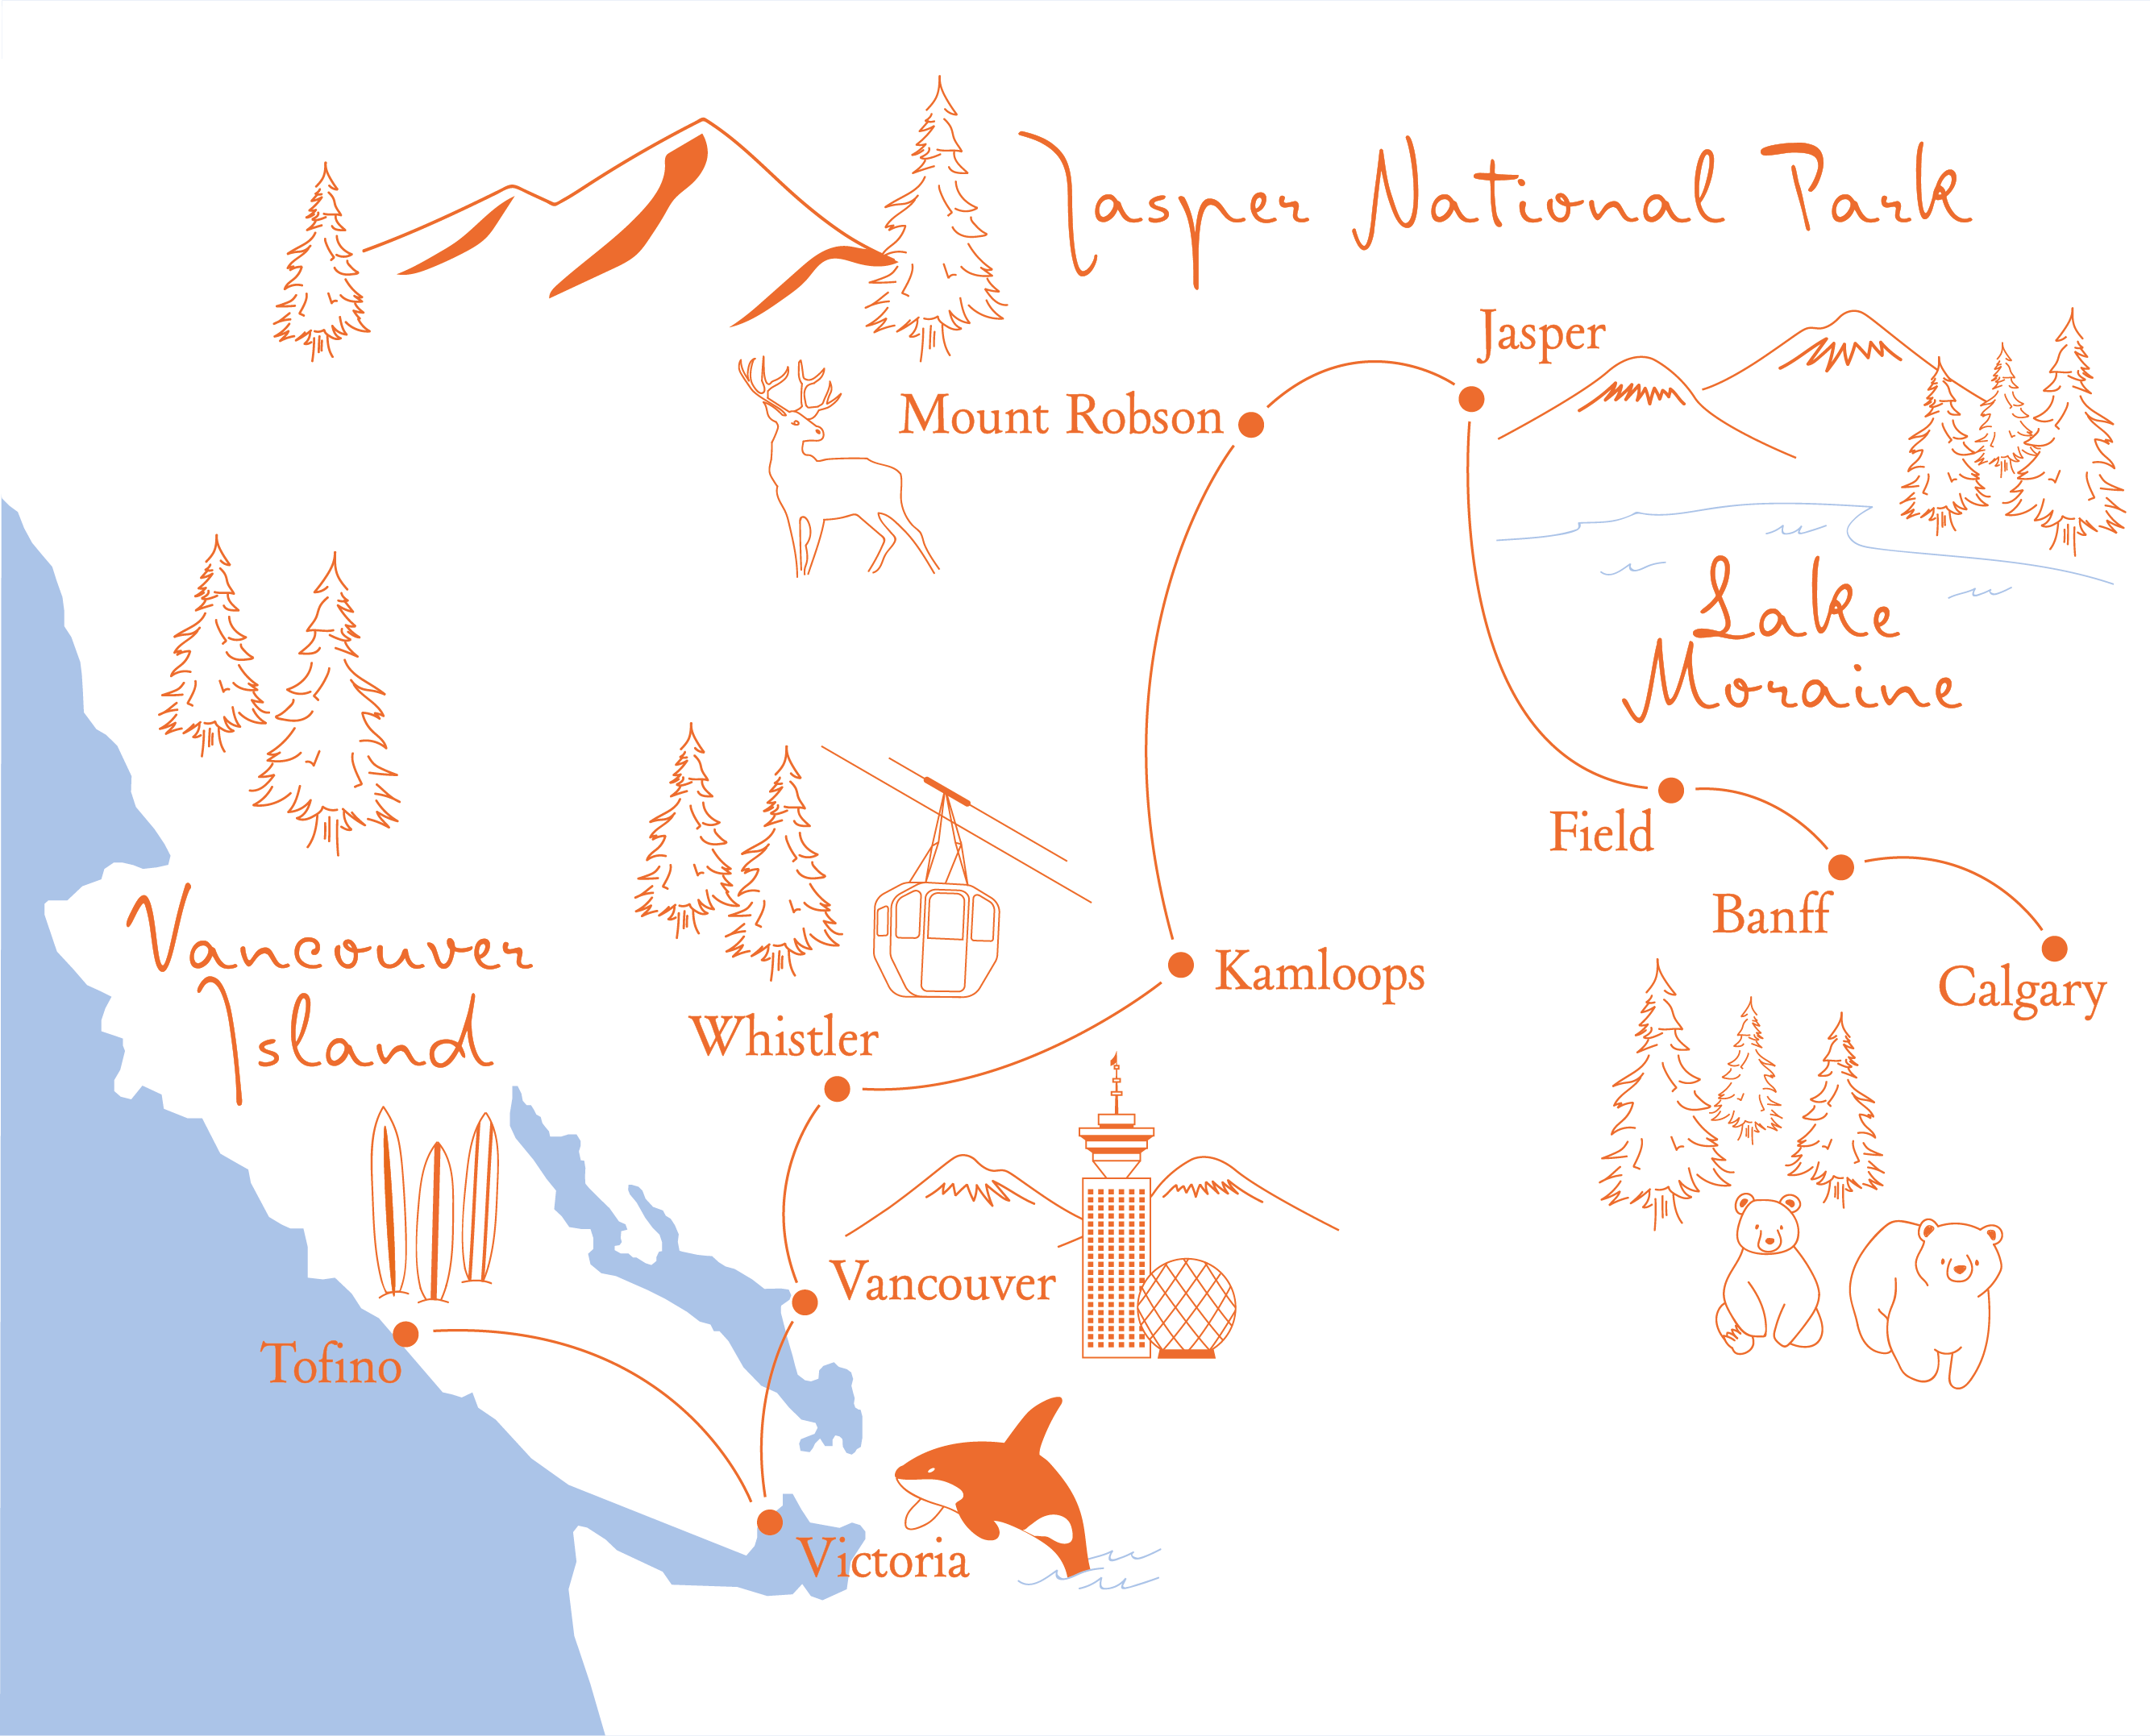 Jasper National Park
Jasper
Mount Robson
Lake
Moraine
Field
Banff
Vancouver
Island
Kamloops
Calgary
Whistler
Vancouver
Tofino
Victoria